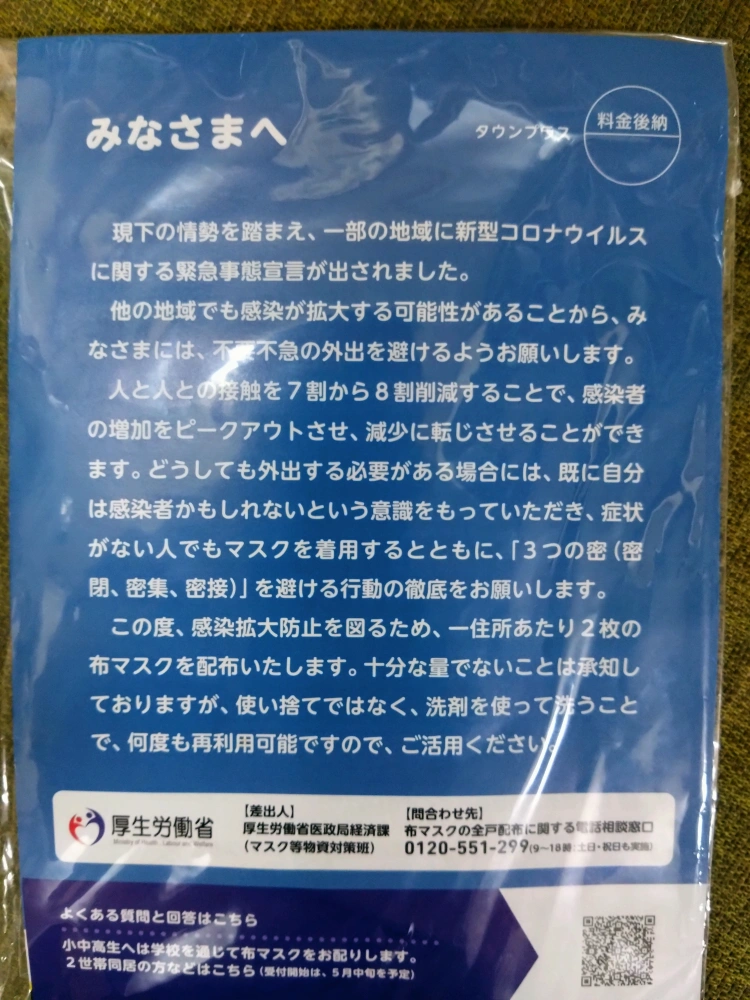 みなさまへ
タウンプラス
料金後納
現下の情勢を踏まえ、一部の地域に新型コロナウイルス
に関する緊急事態宣言が出されました。
他の地域でも感染が拡大する可能性があることから、み
なさまには、不要不急の外出を避けるようお願いします。
人と人との接触を７割から８割削減することで、感染者
の増加をピークアウトさせ、減少に転じさせることができ
ます。どうしても外出する必要がある場合には、既に自分
は感染者かもしれないという意識をもっていただき、症状
がない人でもマスクを着用するとともに、「３つの密（密
閉、密集、密接）」を避ける行動の徹底をお願いします。
この度、感染拡大防止を図るため、一住所あたり２枚の
布マスクを配布いたします。十分な量でないことは承知し
ておりますが、使い捨てではなく、洗剤を使って洗うこと
で、何度も再利用可能ですので、ご活用ください。
厚生労働省
Ministry of Health, Labour and Welfare
【差出人】
厚生労働省医政局経済課
（マスク等物資対策班）
【問合わせ先】
布マスクの全戸配布に関する電話相談窓口
0120-551-299(9～18時:土日・祝日も実施)
よくある質問と回答はこちら
小中高生へは学校を通じて布マスクをお配りします。
２世帯同居の方などはこちら（受付開始は、５月中旬を予定）